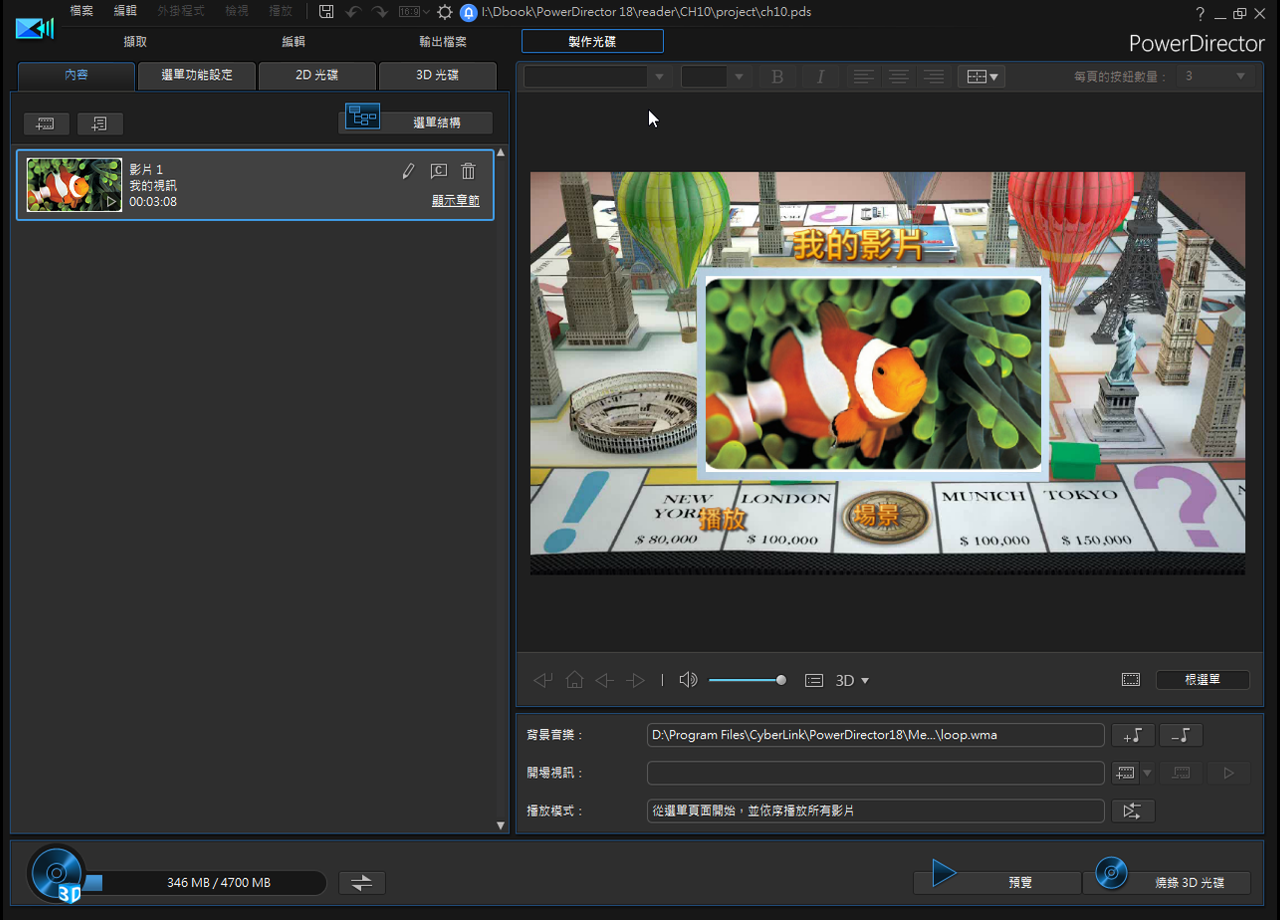 檔案 編輯 外掛程式 檢視 播放 16:9 I:\Dbook\PowerDirector 18\reader\CH10\project\ch10.pds
擷取 編輯 輸出檔案 製作光碟
PowerDirector
內容 選單功能設定 2D 光碟 3D 光碟
B I 每頁的按鈕數量： 3
選單結構
影片 1
我的視訊
00:03:08 顯示章節
我的影片
NEW YORK LONDON MUNICH TOKYO
播放 場景
$ 80,000 $ 100,000 $ 100,000 $ 150,000
3D 根選單
背景音樂： D:\Program Files\CyberLink\PowerDirector18\Me...\loop.wma
開場視訊：
播放模式： 從選單頁面開始，並依序播放所有影片
3D 346 MB / 4700 MB 預覽 燒錄 3D 光碟